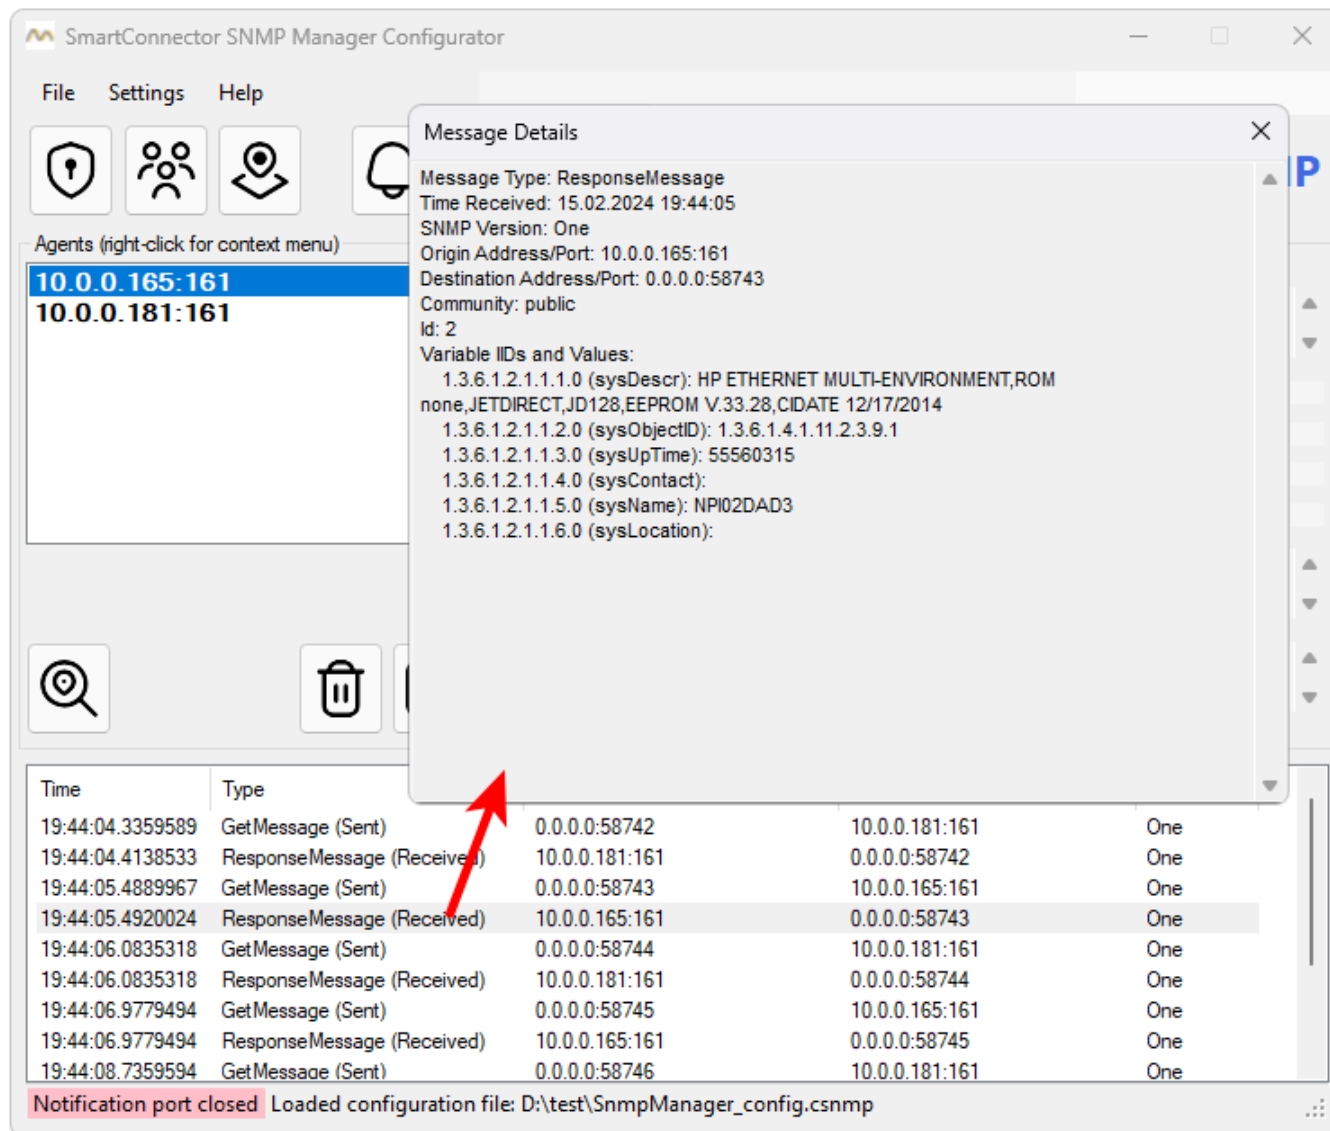 SmartConnector SNMP Manager Configurator
File Settings Help
Message Details
P
Message Type: ResponseMessage
Time Received: 15.02.2024 19:44:05
SNMP Version: One
Origin Address/Port: 10.0.0.165:161
Destination Address/Port: 0.0.0.0:58743
Community: public
Id: 2
Variable IIDs and Values:
1.3.6.1.2.1.1.1.0 (sysDescr): HP ETHERNET MULTI-ENVIRONMENT,ROM
none,JETDIRECT,JD128,EEPROM V.33.28,CIDATE 12/17/2014
1.3.6.1.2.1.1.2.0 (sysObjectID): 1.3.6.1.4.1.11.2.3.9.1
1.3.6.1.2.1.1.3.0 (sysUpTime): 55560315
1.3.6.1.2.1.1.4.0 (sysContact):
1.3.6.1.2.1.1.5.0 (sysName): NPI02DAD3
1.3.6.1.2.1.1.6.0 (sysLocation):
Agents (right-click for context menu)
10.0.0.165:161
10.0.0.181:161
Time Type
19:44:04.3359589 GetMessage (Sent) 0.0.0.0:58742 10.0.0.181:161 One
19:44:04.4138533 ResponseMessage (Received) 10.0.0.181:161 0.0.0.0:58742 One
19:44:05.4889967 GetMessage (Sent) 0.0.0.0:58743 10.0.0.165:161 One
19:44:05.4920024 ResponseMessage (Received) 10.0.0.165:161 0.0.0.0:58743 One
19:44:06.0835318 GetMessage (Sent) 0.0.0.0:58744 10.0.0.181:161 One
19:44:06.0835318 ResponseMessage (Received) 10.0.0.181:161 0.0.0.0:58744 One
19:44:06.9779494 GetMessage (Sent) 0.0.0.0:58745 10.0.0.165:161 One
19:44:06.9779494 ResponseMessage (Received) 10.0.0.165:161 0.0.0.0:58745 One
19:44:08.7359594 GetMessage (Sent) 0.0.0.0:58746 10.0.0.181:161 One
Notification port closed Loaded configuration file: D:\test\SnmpManager_config.csnmp